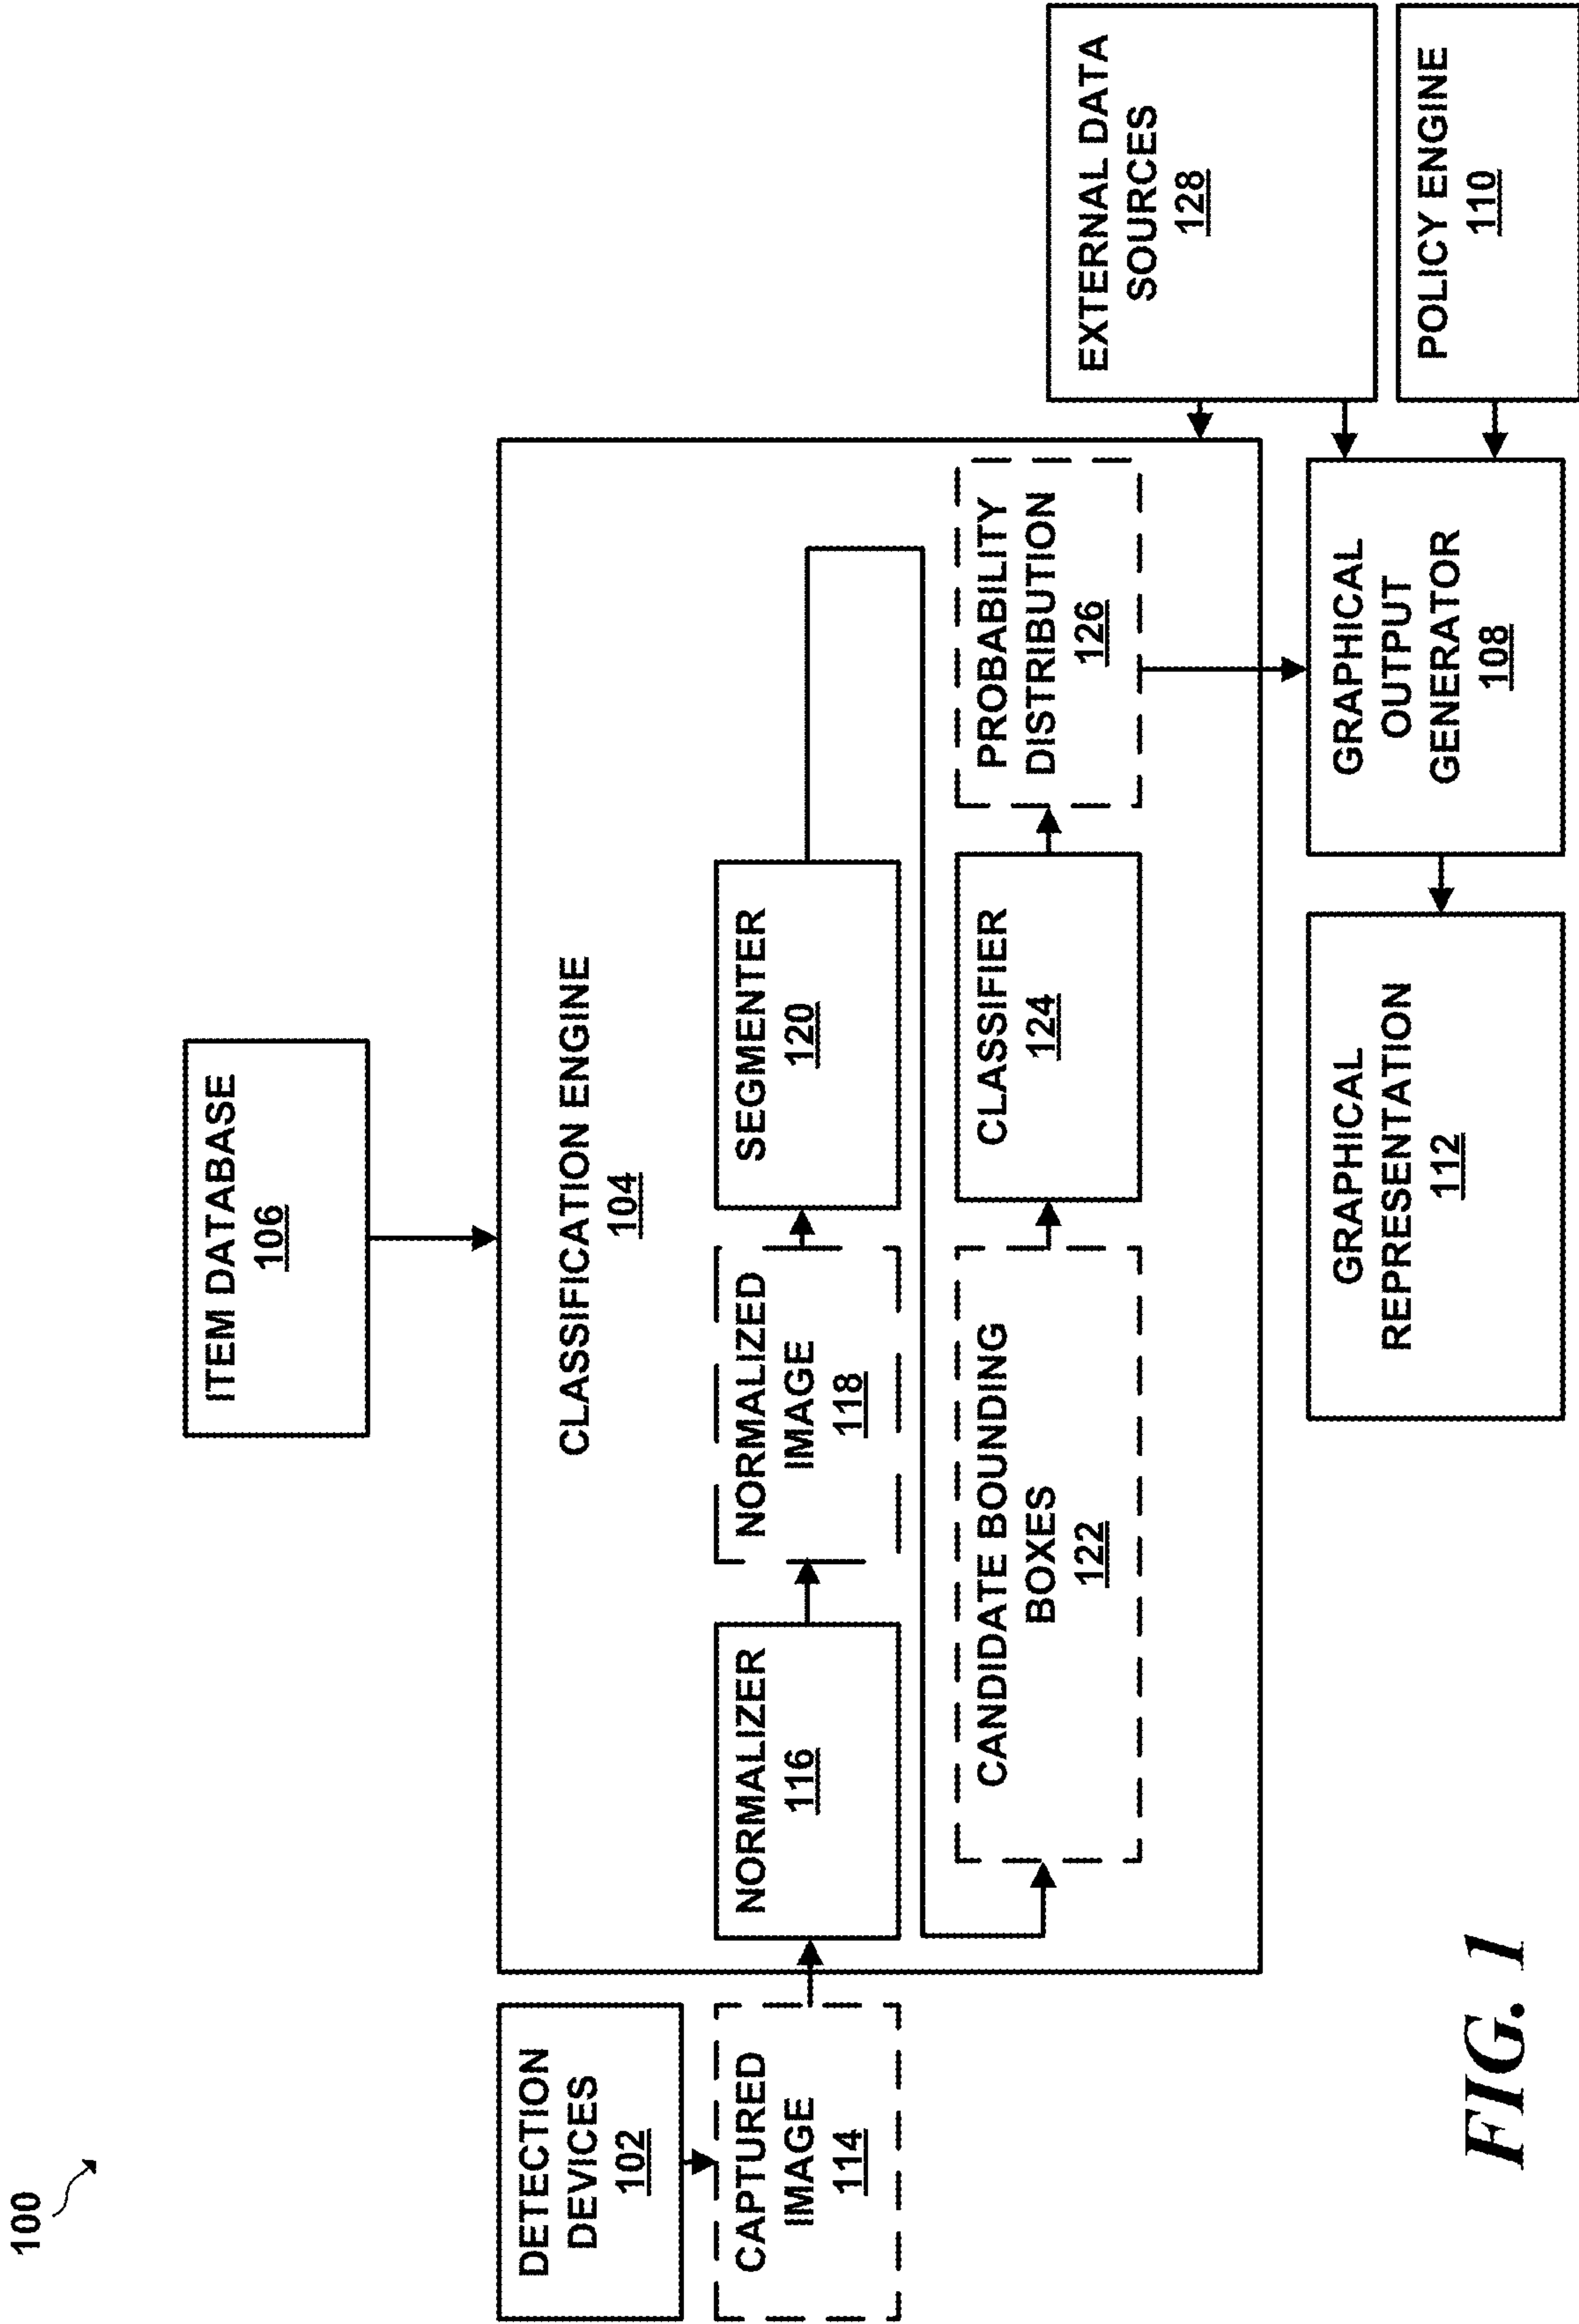 100
ITEM DATABASE
106
DETECTION
DEVICES
102
CAPTURED
IMAGE
114
CLASSIFICATION ENGINE
104
NORMALIZER
116
NORMALIZED
IMAGE
118
SEGMENTER
120
CANDIDATE BOUNDING
BOXES
122
CLASSIFIER
124
PROBABILITY
DISTRIBUTION
126
EXTERNAL DATA
SOURCES
128
GRAPHICAL
REPRESENTATION
112
GRAPHICAL
OUTPUT
GENERATOR
108
POLICY ENGINE
110
FIG. 1